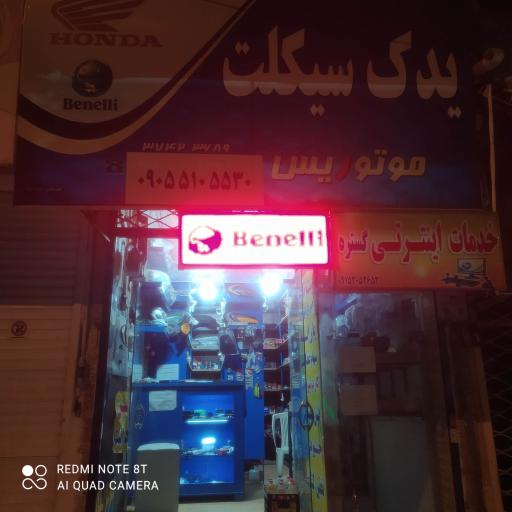 HONDA
Benelli
یدک سیکلت
موتوریس
۰۹۰۵۵۱۰۵۵۳۰
Benelli
خدمات اینترنتی گستره
REDMI NOTE 8T
AI QUAD CAMERA